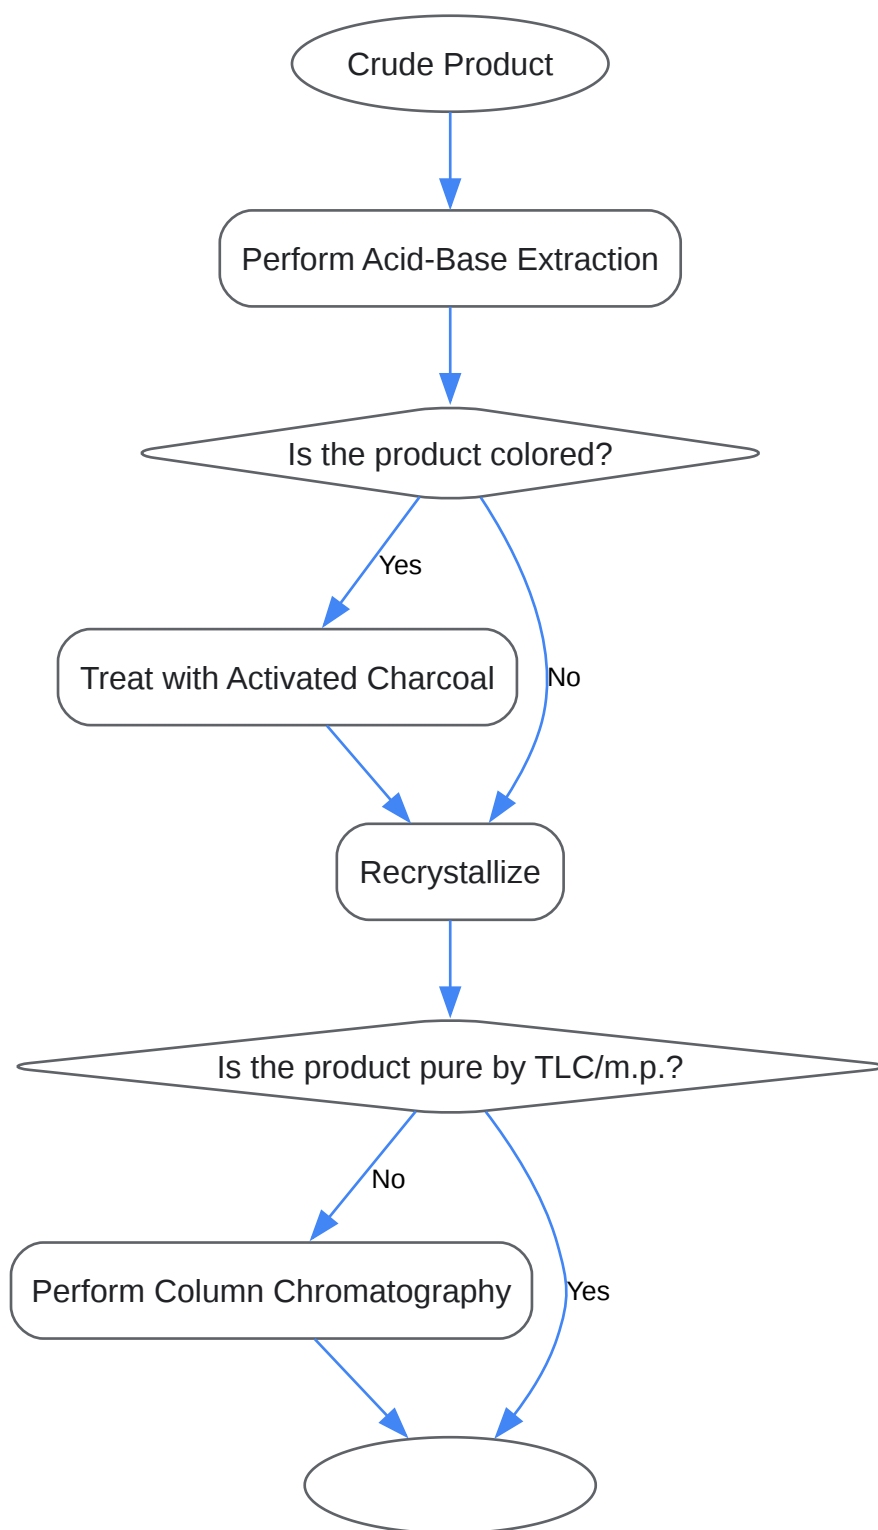 Crude Product
Perform Acid-Base Extraction
Is the product colored?
Yes
Treat with Activated Charcoal
No
Recrystallize
Is the product pure by TLC/m.p.?
No
Perform Column Chromatography
Yes